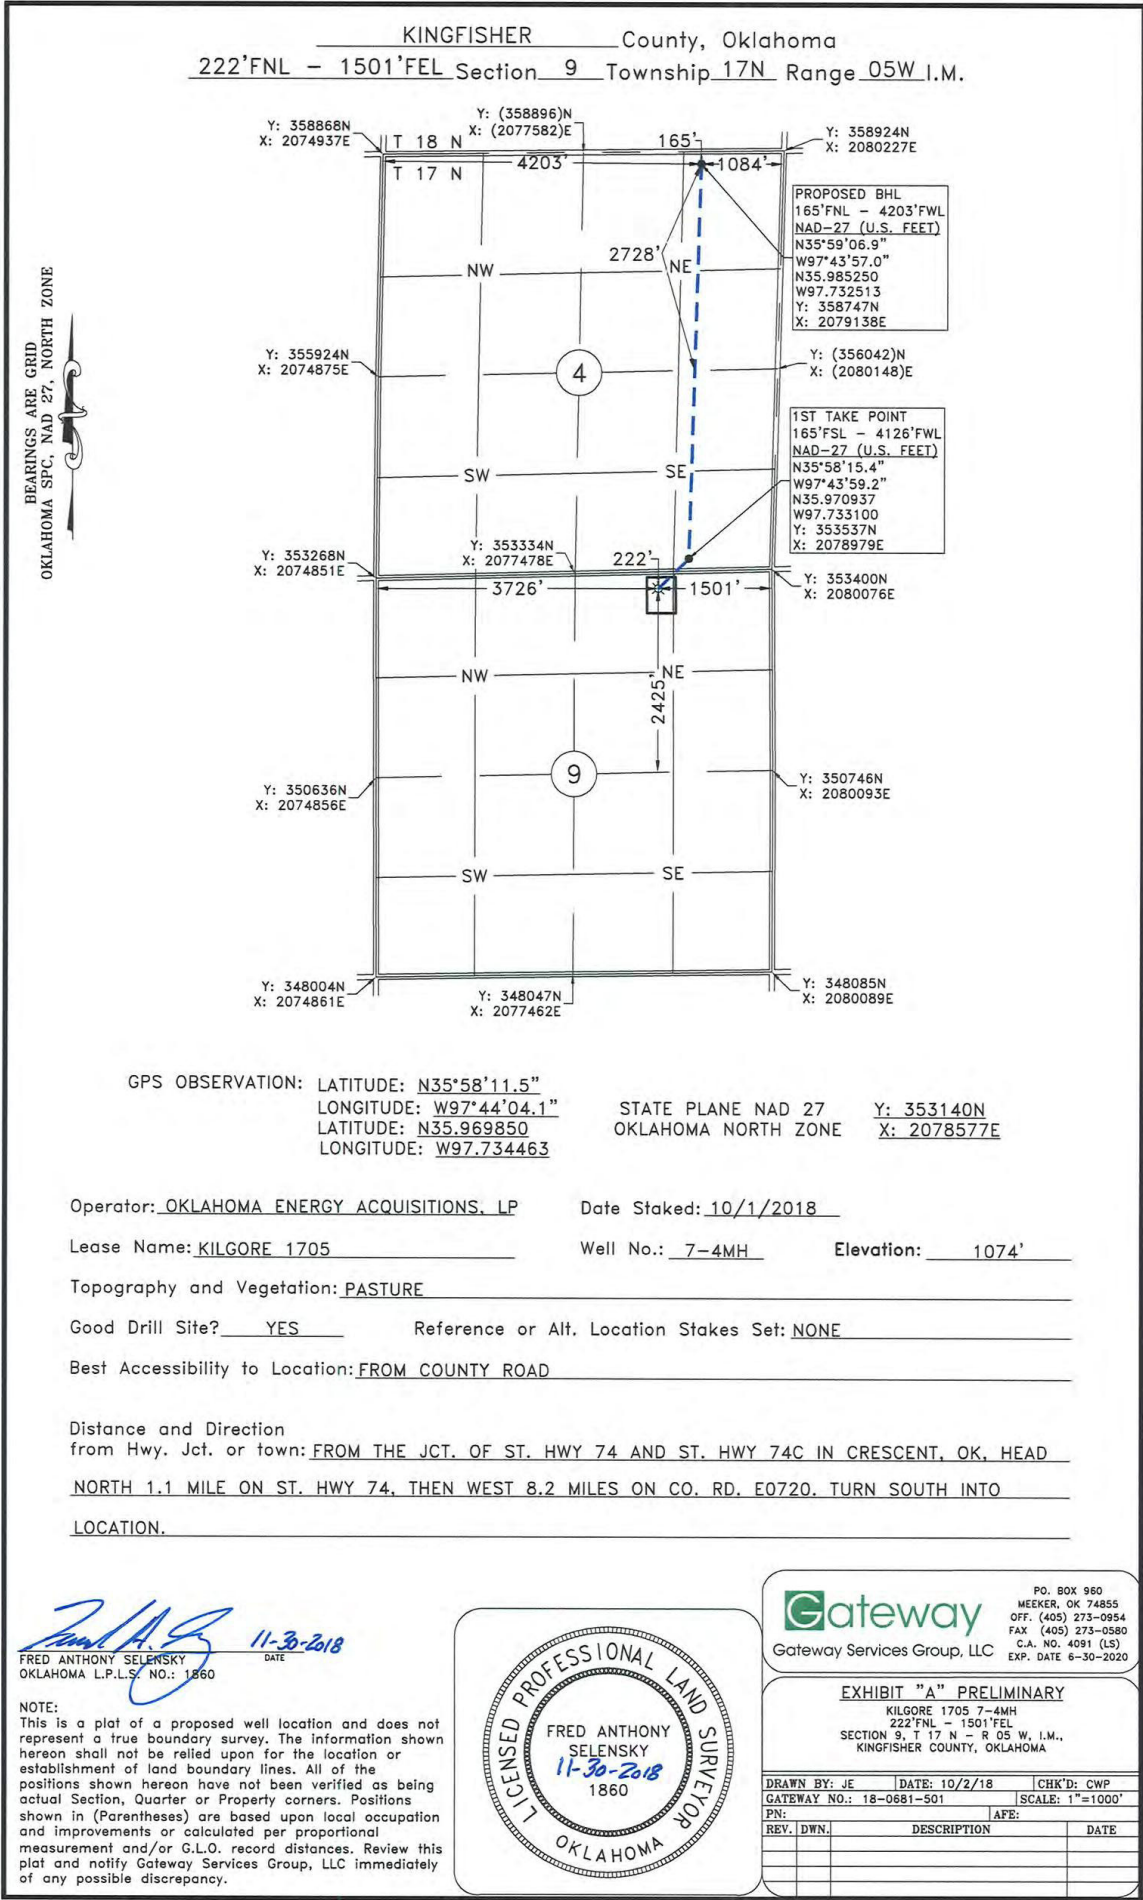 KINGFISHER County, Oklahoma
222'FNL - 1501'FEL Section 9 Township 17N Range 05W I.M.
Y: 358868N
X: 2074937E
Y: (358896)N
X: (2077582)E
Y: 358924N
X: 2080227E
T 18 N
T 17 N
165'
4203'
1084'
PROPOSED BHL
165'FNL - 4203'FWL
NAD-27 (U.S. FEET)
N35°59'06.9"
W97°43'57.0"
N35.985250
W97.732513
Y: 358747N
X: 2079138E
2728'
NW
NE
BEARINGS ARE GRID
OKLAHOMA SPC, NAD 27, NORTH ZONE
Y: 355924N
X: 2074875E
4
Y: (356042)N
X: (2080148)E
1ST TAKE POINT
165'FSL - 4126'FWL
NAD-27 (U.S. FEET)
N35°58'15.4"
W97°43'59.2"
N35.970937
W97.733100
Y: 353537N
X: 2078979E
SW
SE
Y: 353268N
X: 2074851E
Y: 353334N
X: 2077478E
222'
Y: 353400N
X: 2080076E
3726'
1501'
NW
NE
2425'
Y: 350636N
X: 2074856E
9
Y: 350746N
X: 2080093E
SW
SE
Y: 348004N
X: 2074861E
Y: 348047N
X: 2077462E
Y: 348085N
X: 2080089E
GPS OBSERVATION: LATITUDE: N35°58'11.5"
LONGITUDE: W97°44'04.1"
LATITUDE: N35.969850
LONGITUDE: W97.734463
STATE PLANE NAD 27 Y: 353140N
OKLAHOMA NORTH ZONE X: 2078577E
Operator: OKLAHOMA ENERGY ACQUISITIONS, LP Date Staked: 10/1/2018
Lease Name: KILGORE 1705 Well No.: 7-4MH Elevation: 1074'
Topography and Vegetation: PASTURE
Good Drill Site? YES Reference or Alt. Location Stakes Set: NONE
Best Accessibility to Location: FROM COUNTY ROAD
Distance and Direction
from Hwy. Jct. or town: FROM THE JCT. OF ST. HWY 74 AND ST. HWY 74C IN CRESCENT, OK, HEAD
NORTH 1.1 MILE ON ST. HWY 74, THEN WEST 8.2 MILES ON CO. RD. E0720. TURN SOUTH INTO
LOCATION.
11-30-2018
FRED ANTHONY SELENSKY DATE
OKLAHOMA L.P.L.S. NO.: 1860
NOTE:
This is a plat of a proposed well location and does not
represent a true boundary survey. The information shown
hereon shall not be relied upon for the location or
establishment of land boundary lines. All of the
positions shown hereon have not been verified as being
actual Section, Quarter or Property corners. Positions
shown in (Parentheses) are based upon local occupation
and improvements or calculated per proportional
measurement and/or G.L.O. record distances. Review this
plat and notify Gateway Services Group, LLC immediately
of any possible discrepancy.
LICENSED PROFESSIONAL LAND SURVEYOR
FRED ANTHONY
SELENSKY
11-30-2018
1860
OKLAHOMA
Gateway
Gateway Services Group, LLC
PO. BOX 960
MEEKER, OK 74855
OFF. (405) 273-0954
FAX (405) 273-0580
C.A. NO. 4091 (LS)
EXP. DATE 6-30-2020
EXHIBIT "A" PRELIMINARY
KILGORE 1705 7-4MH
222'FNL - 1501'FEL
SECTION 9, T 17 N - R 05 W, I.M.,
KINGFISHER COUNTY, OKLAHOMA
DRAWN BY: JE DATE: 10/2/18 CHK'D: CWP
GATEWAY NO.: 18-0681-501 SCALE: 1"=1000'
PN: AFE:
REV. DWN. DESCRIPTION DATE